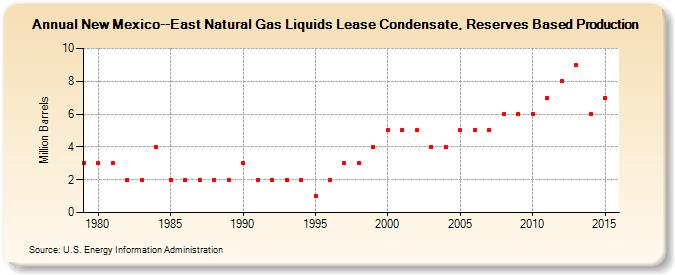 Annual New Mexico--East Natural Gas Liquids Lease Condensate, Reserves Based Production
Million Barrels
10
8
6
4
2
0
1980 1985 1990 1995 2000 2005 2010 2015
Source: U.S. Energy Information Administration